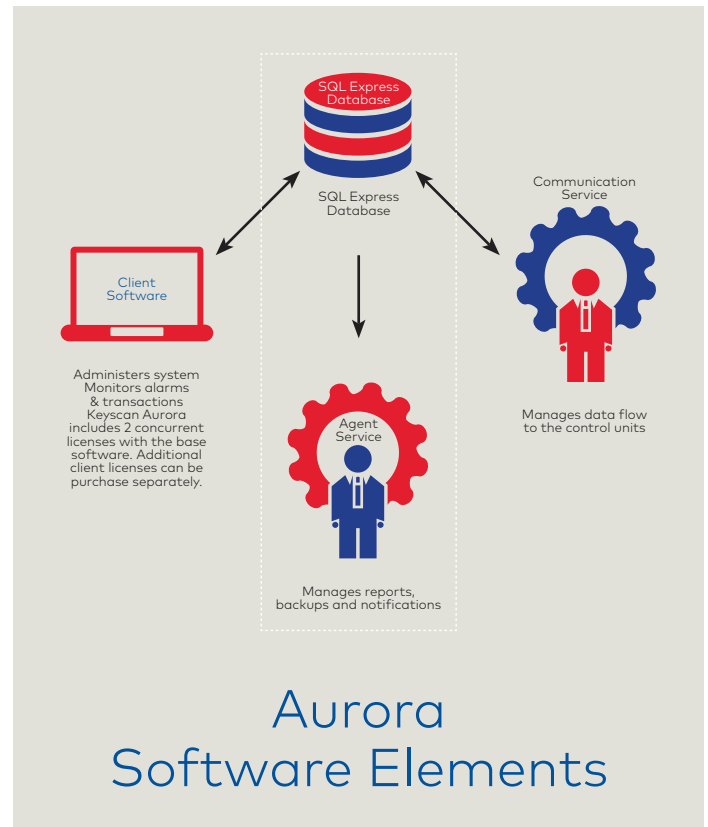 SQL Express
Database
SQL Express
Database
Communication
Service
Client
Software
Administers system
Monitors alarms
& transactions
Keyscan Aurora
includes 2 concurrent
licenses with the base
software. Additional
client licenses can be
purchase separately.
Agent
Service
Manages data flow
to the control units
Manages reports,
backups and notifications
Aurora
Software Elements